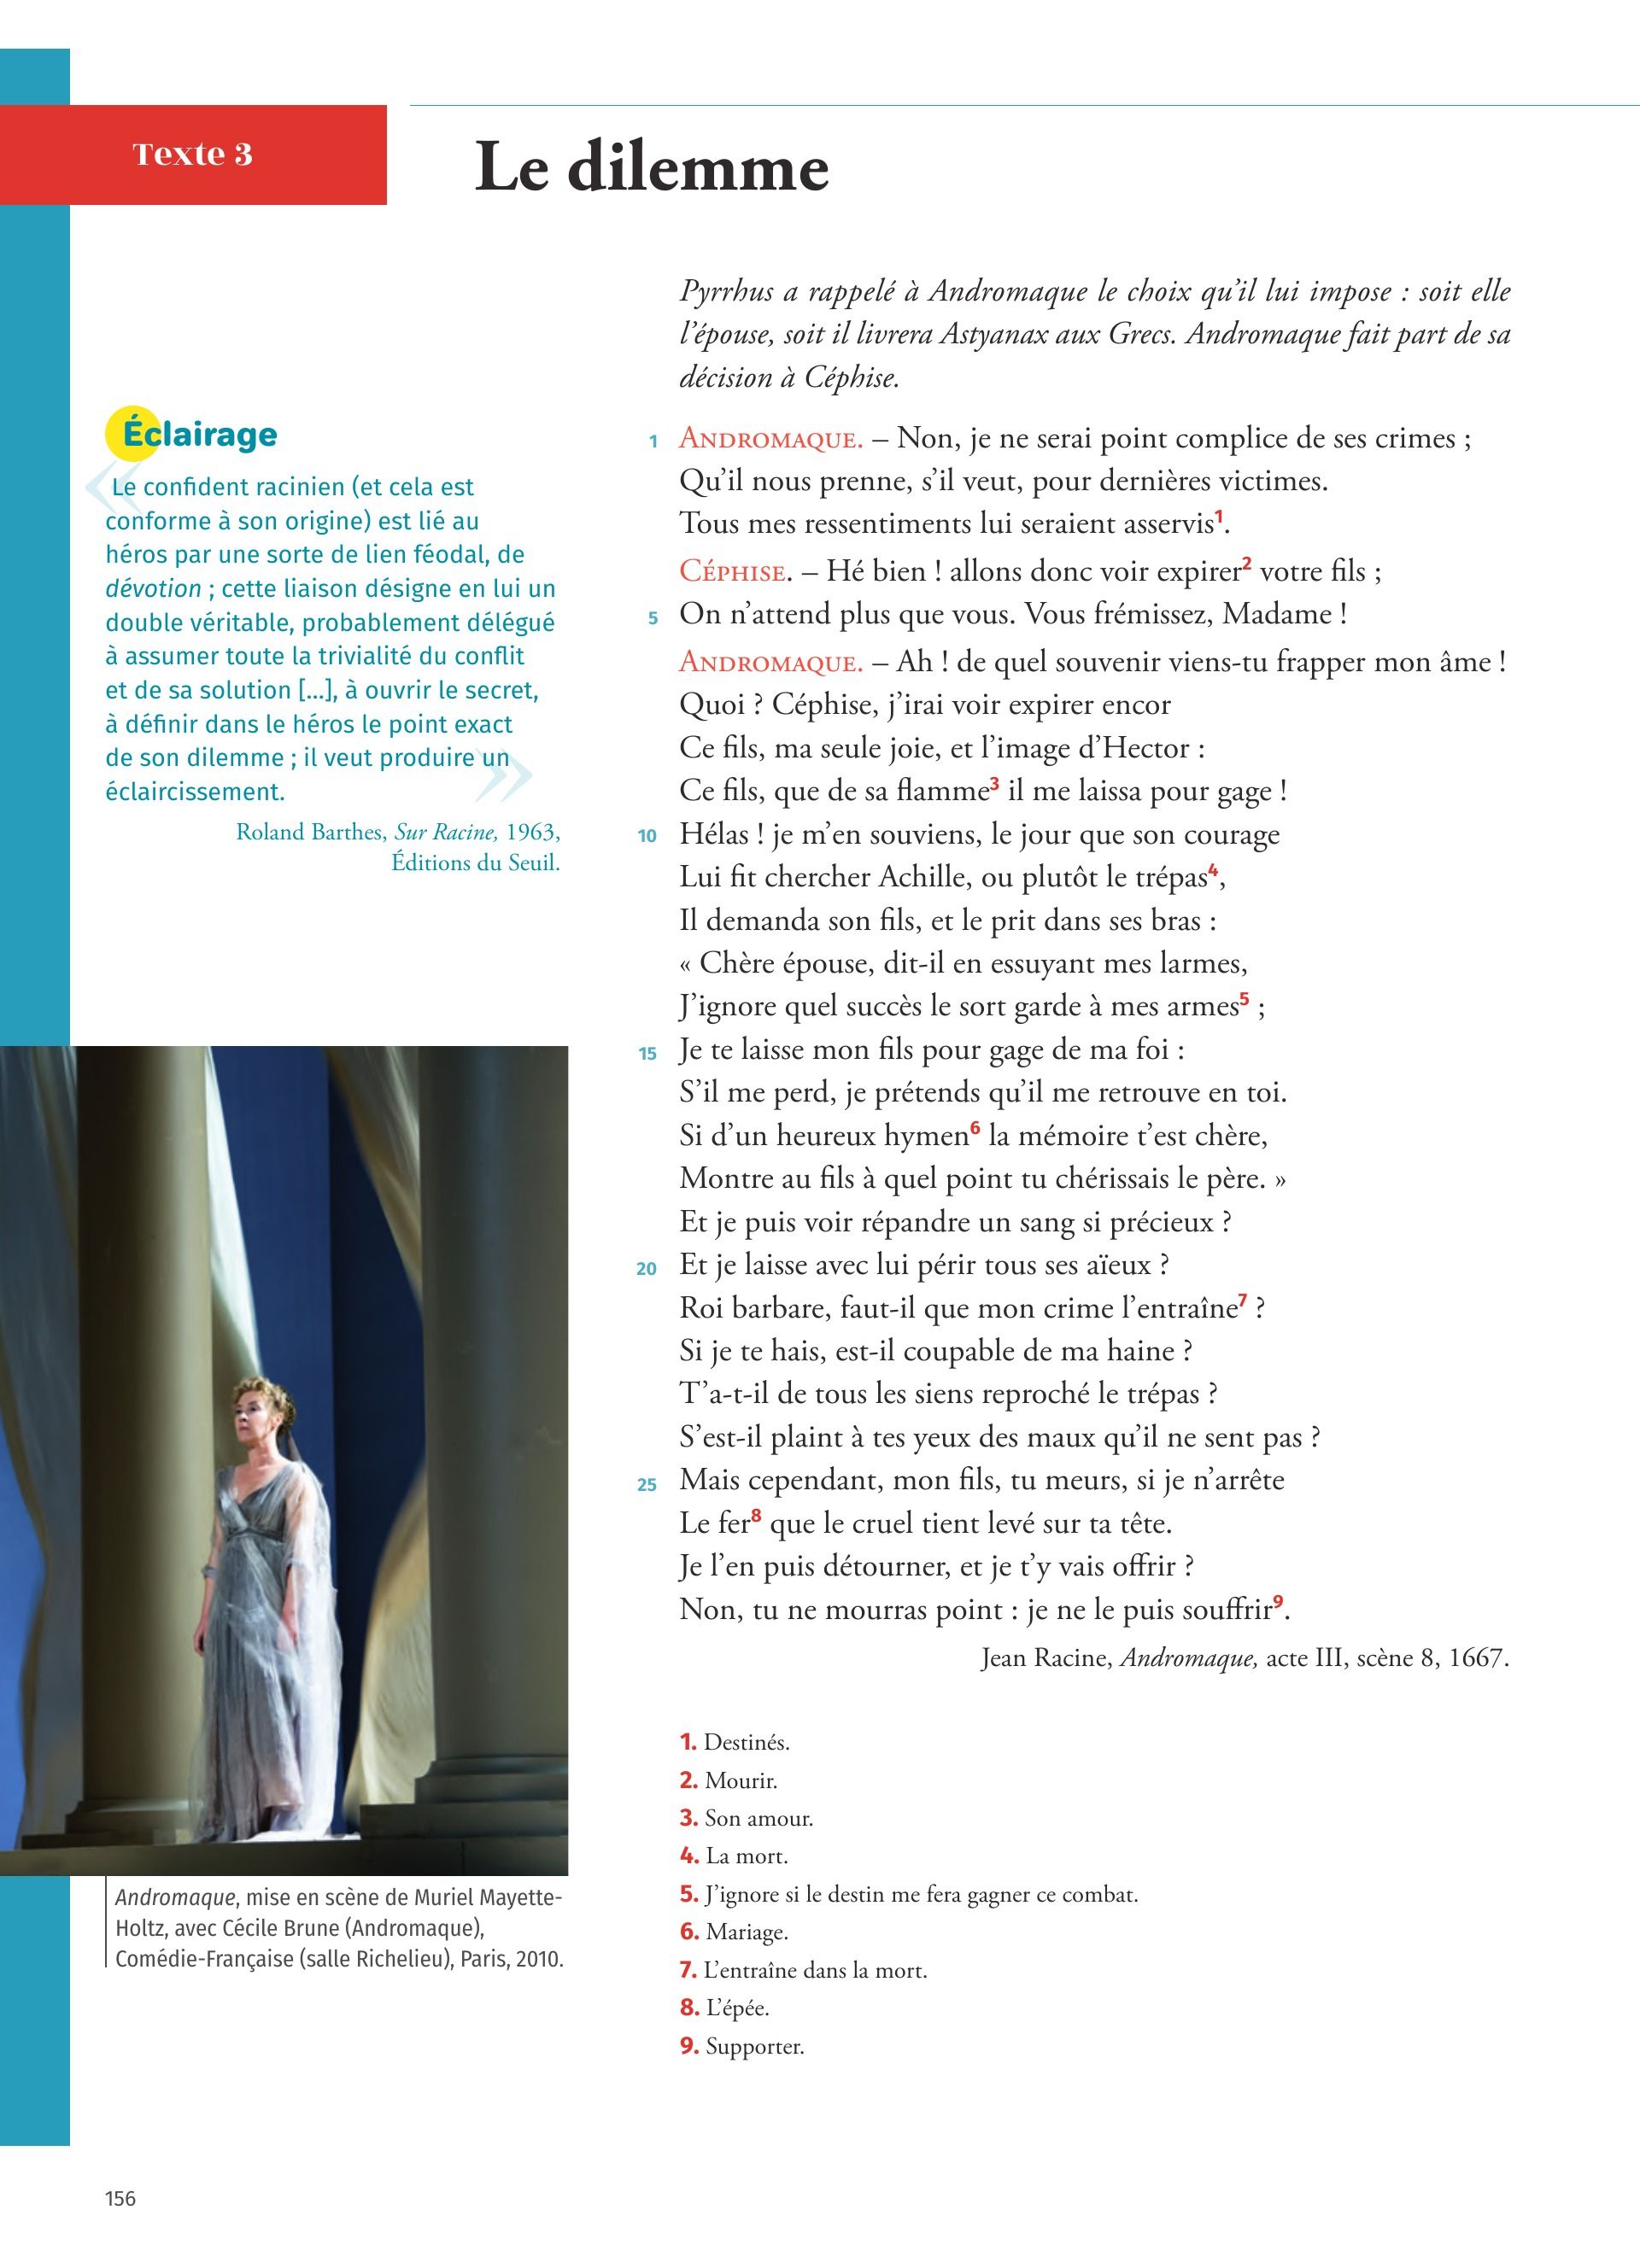 Texte 3
Le dilemme
Pyrrhus a rappelé à Andromaque le choix qu’il lui impose : soit elle
l’épouse, soit il livrera Astyanax aux Grecs. Andromaque fait part de sa
décision à Céphise.
Éclairage
« Le confident racinien (et cela est
conforme à son origine) est lié au
héros par une sorte de lien féodal, de
dévotion ; cette liaison désigne en lui un
double véritable, probablement délégué
à assumer toute la trivialité du conflit
et de sa solution [...], à ouvrir le secret,
à définir dans le héros le point exact
de son dilemme ; il veut produire un
éclaircissement. »
Roland Barthes, Sur Racine, 1963,
Éditions du Seuil.
1 ANDROMAQUE. – Non, je ne serai point complice de ses crimes ;
Qu’il nous prenne, s’il veut, pour dernières victimes.
Tous mes ressentiments lui seraient asservis1.
CÉPHISE. – Hé bien ! allons donc voir expirer2 votre fils ;
5 On n’attend plus que vous. Vous frémissez, Madame !
ANDROMAQUE. – Ah ! de quel souvenir viens-tu frapper mon âme !
Quoi ? Céphise, j’irai voir expirer encor
Ce fils, ma seule joie, et l’image d’Hector :
Ce fils, que de sa flamme3 il me laissa pour gage !
10 Hélas ! je m’en souviens, le jour que son courage
Lui fit chercher Achille, ou plutôt le trépas4,
Il demanda son fils, et le prit dans ses bras :
« Chère épouse, dit-il en essuyant mes larmes,
J’ignore quel succès le sort garde à mes armes5 ;
15 Je te laisse mon fils pour gage de ma foi :
S’il me perd, je prétends qu’il me retrouve en toi.
Si d’un heureux hymen6 la mémoire t’est chère,
Montre au fils à quel point tu chérissais le père. »
Et je puis voir répandre un sang si précieux ?
20 Et je laisse avec lui périr tous ses aïeux ?
Roi barbare, faut-il que mon crime l’entraîne7 ?
Si je te hais, est-il coupable de ma haine ?
T’a-t-il de tous les siens reproché le trépas ?
S’est-il plaint à tes yeux des maux qu’il ne sent pas ?
25 Mais cependant, mon fils, tu meurs, si je n’arrête
Le fer8 que le cruel tient levé sur ta tête.
Je l’en puis détourner, et je t’y vais offrir ?
Non, tu ne mourras point : je ne le puis souffrir9.
Jean Racine, Andromaque, acte III, scène 8, 1667.
1. Destinés.
2. Mourir.
3. Son amour.
4. La mort.
5. J’ignore si le destin me fera gagner ce combat.
6. Mariage.
7. L’entraîne dans la mort.
8. L’épée.
9. Supporter.
Andromaque, mise en scène de Muriel Mayette-
Holtz, avec Cécile Brune (Andromaque),
Comédie-Française (salle Richelieu), Paris, 2010.
156